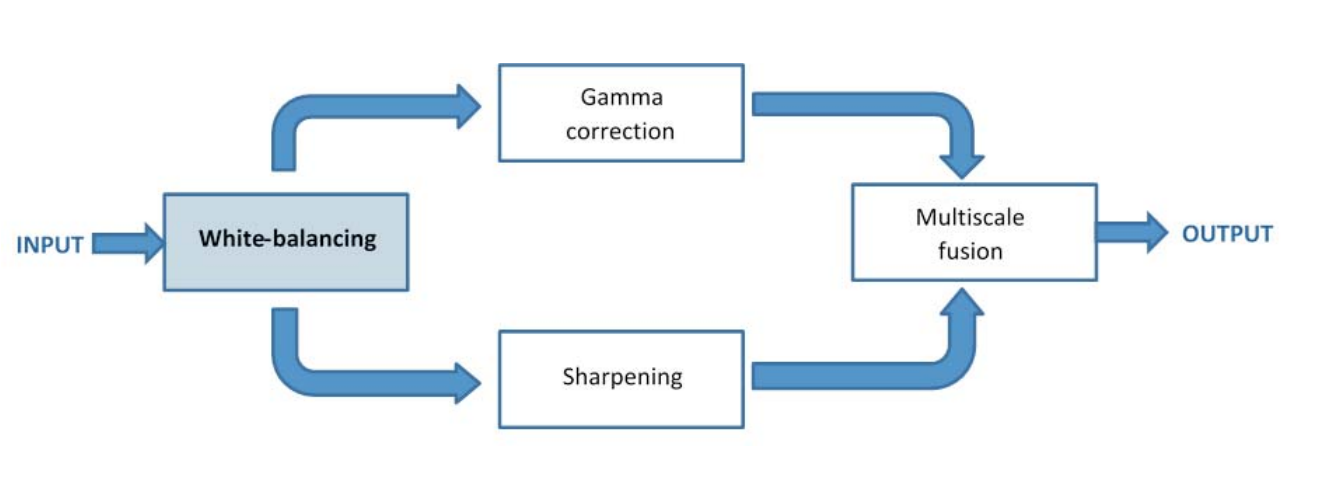 Gamma
correction
INPUT
White-balancing
Multiscale
fusion
OUTPUT
Sharpening